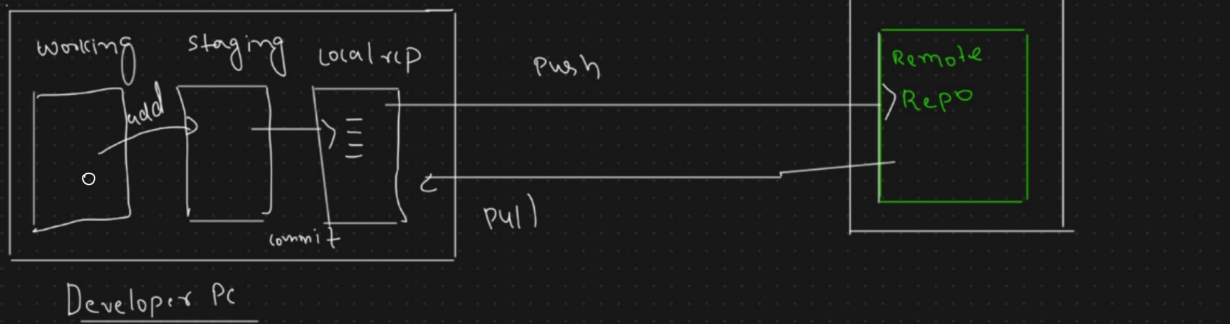 working
staging
Local rep
add
commit
Developer Pc
Push
pull
Remote
Repo